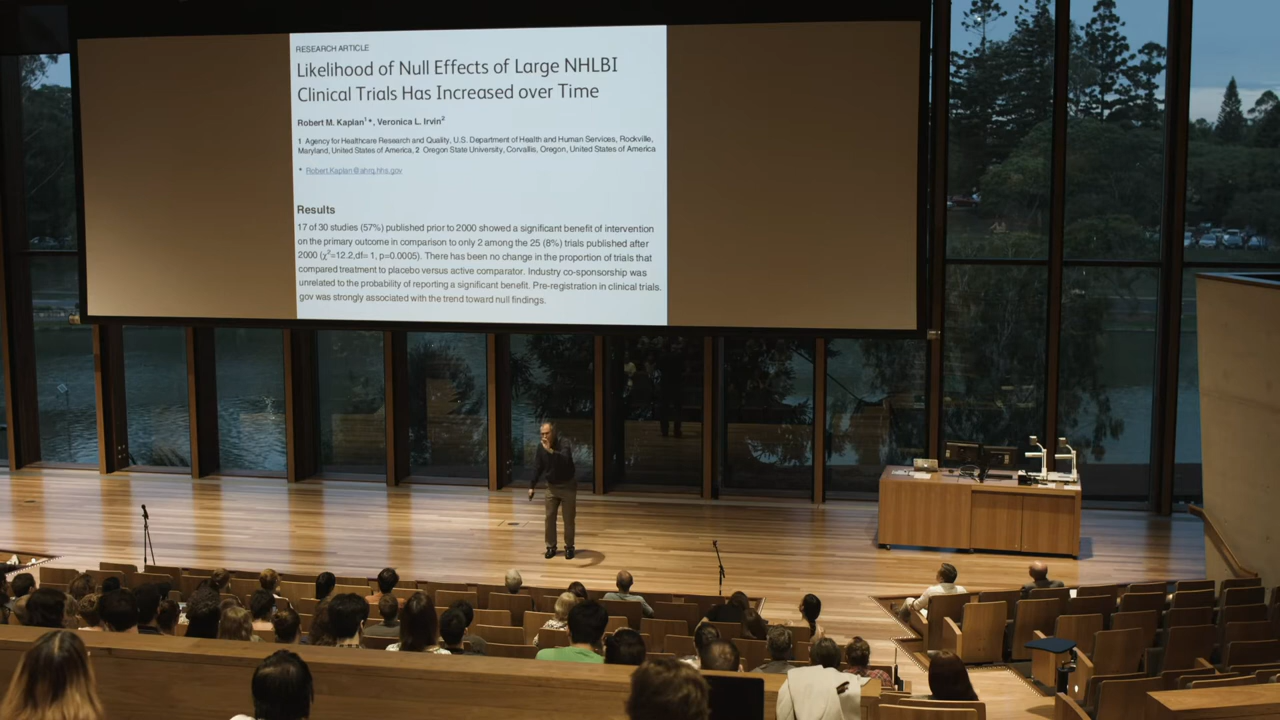 RESEARCH ARTICLE
Likelihood of Null Effects of Large NHLBI
Clinical Trials Has Increased over Time
Robert M. Kaplan¹*, Veronica L. Irvin²
1 Agency for Healthcare Research and Quality, U.S. Department of Health and Human Services, Rockville,
Maryland, United States of America, 2 Oregon State University, Corvallis, Oregon, United States of America
* Robert.Kaplan@ahrq.hhs.gov
Results
17 of 30 studies (57%) published prior to 2000 showed a significant benefit of intervention
on the primary outcome in comparison to only 2 among the 25 (8%) trials published after
2000 (χ²=12.2,df= 1, p=0.0005). There has been no change in the proportion of trials that
compared treatment to placebo versus active comparator. Industry co-sponsorship was
unrelated to the probability of reporting a significant benefit. Pre-registration in clinical trials.
gov was strongly associated with the trend toward null findings.